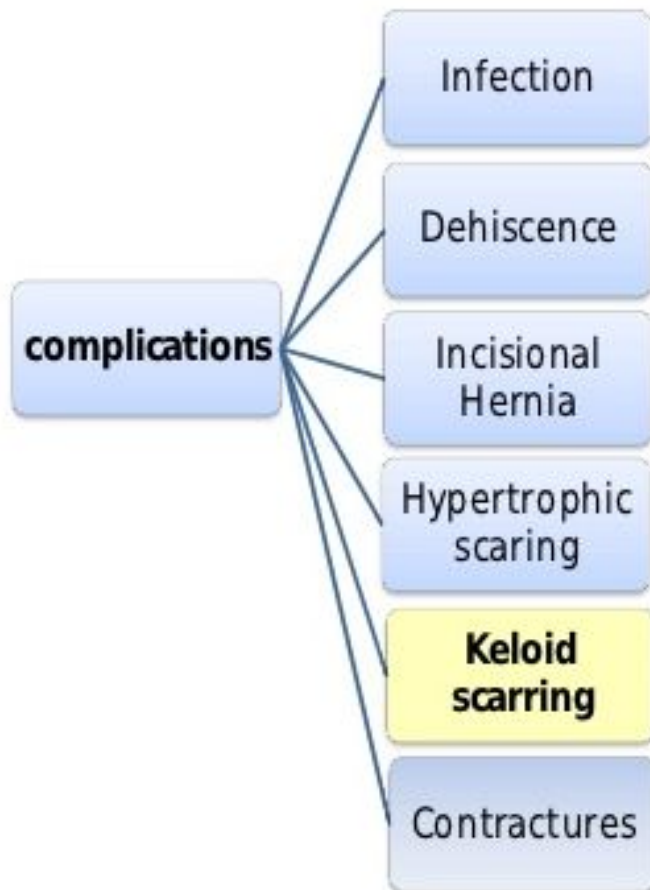 Infection
Dehiscence
complications
Incisional
Hernia
Hypertrophic
scaring
Keloid
scarring
Contractures